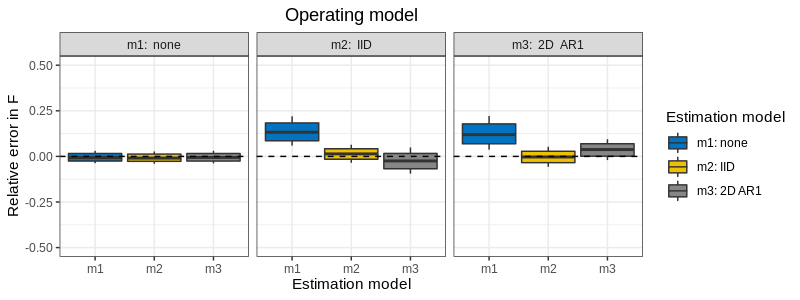 Operating model
m1: none
m2: IID
m3: 2D AR1
Relative error in F
0.50
0.25
0.00
-0.25
-0.50
m1 m2 m3
m1 m2 m3
m1 m2 m3
Estimation model
Estimation model
m1: none
m2: IID
m3: 2D AR1